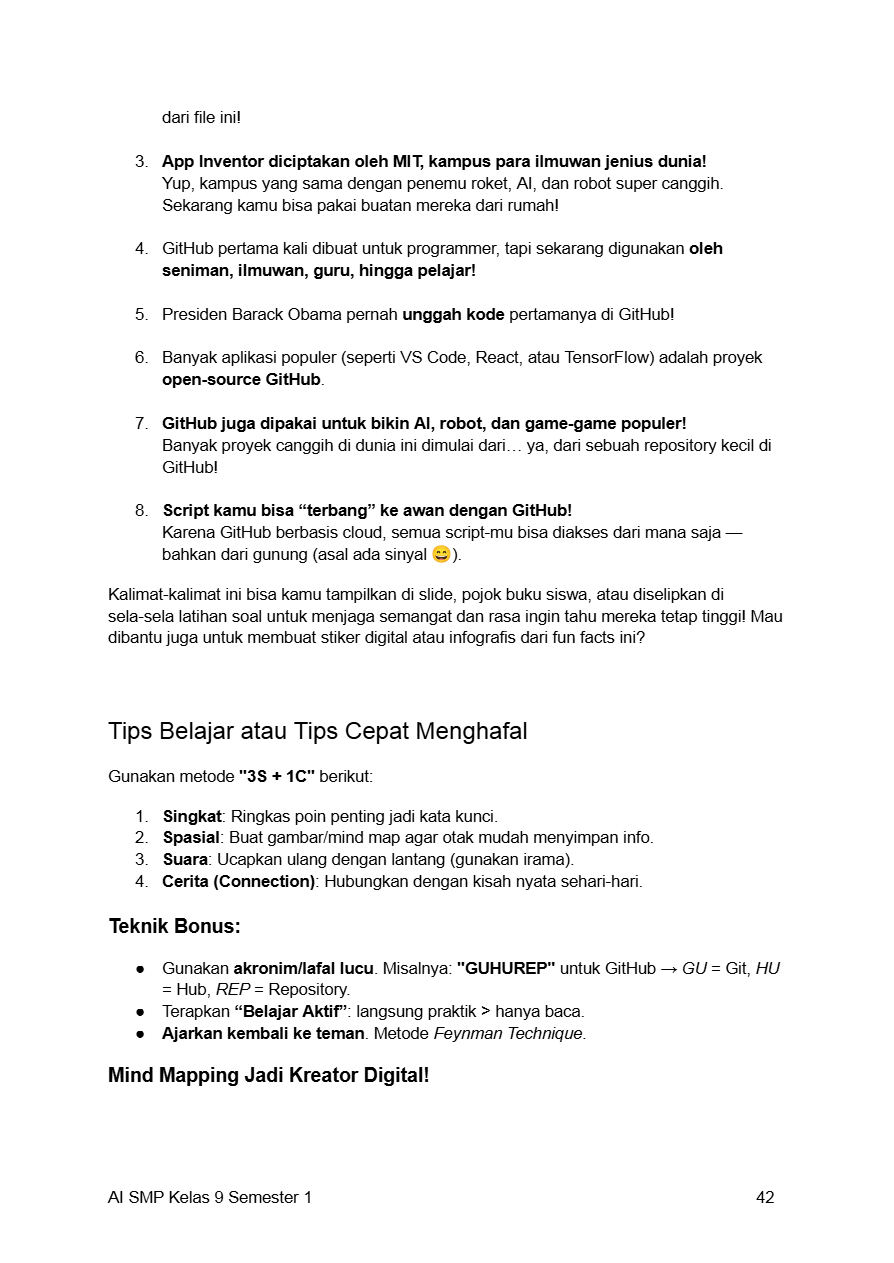 dari file ini!
3. App Inventor diciptakan oleh MIT, kampus para ilmuwan jenius dunia!
Yup, kampus yang sama dengan penemu roket, AI, dan robot super canggih.
Sekarang kamu bisa pakai buatan mereka dari rumah!
4. GitHub pertama kali dibuat untuk programmer, tapi sekarang digunakan oleh
seniman, ilmuwan, guru, hingga pelajar!
5. Presiden Barack Obama pernah unggah kode pertamanya di GitHub!
6. Banyak aplikasi populer (seperti VS Code, React, atau TensorFlow) adalah proyek
open-source GitHub.
7. GitHub juga dipakai untuk bikin AI, robot, dan game-game populer!
Banyak proyek canggih di dunia ini dimulai dari… ya, dari sebuah repository kecil di
GitHub!
8. Script kamu bisa “terbang” ke awan dengan GitHub!
Karena GitHub berbasis cloud, semua script-mu bisa diakses dari mana saja —
bahkan dari gunung (asal ada sinyal 😄).
Kalimat-kalimat ini bisa kamu tampilkan di slide, pojok buku siswa, atau diselipkan di
sela-sela latihan soal untuk menjaga semangat dan rasa ingin tahu mereka tetap tinggi! Mau
dibantu juga untuk membuat stiker digital atau infografis dari fun facts ini?
Tips Belajar atau Tips Cepat Menghafal
Gunakan metode "3S + 1C" berikut:
1. Singkat: Ringkas poin penting jadi kata kunci.
2. Spasial: Buat gambar/mind map agar otak mudah menyimpan info.
3. Suara: Ucapkan ulang dengan lantang (gunakan irama).
4. Cerita (Connection): Hubungkan dengan kisah nyata sehari-hari.
Teknik Bonus:
● Gunakan akronim/lafal lucu. Misalnya: "GUHUREP" untuk GitHub → GU = Git, HU
= Hub, REP = Repository.
● Terapkan “Belajar Aktif”: langsung praktik > hanya baca.
● Ajarkan kembali ke teman. Metode Feynman Technique.
Mind Mapping Jadi Kreator Digital!
AI SMP Kelas 9 Semester 1 42